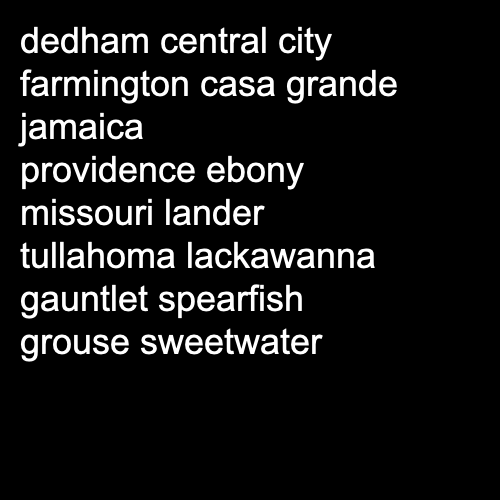 dedham central city
farmington casa grande
jamaica
providence ebony
missouri lander
tullahoma lackawanna
gauntlet spearfish
grouse sweetwater